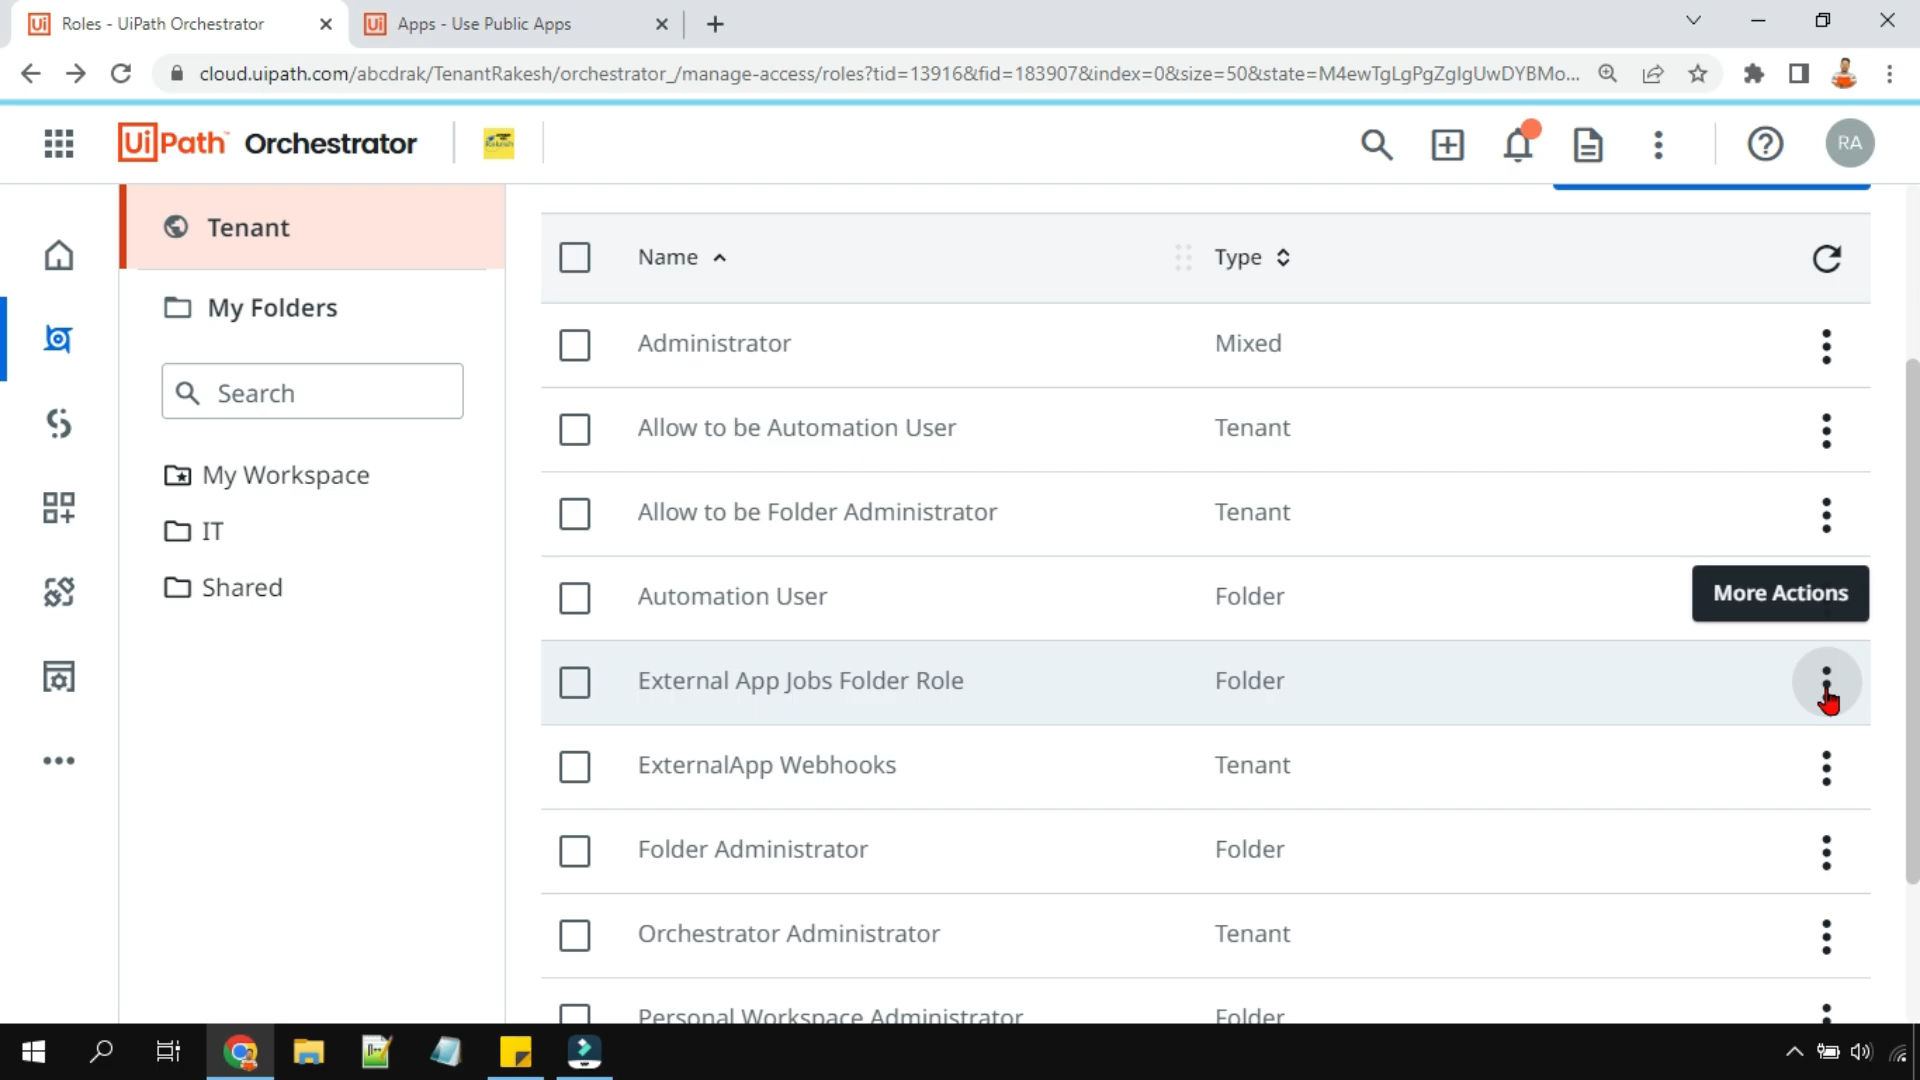 Roles - UiPath Orchestrator
Apps - Use Public Apps
cloud.uipath.com/abcdrak/TenantRakesh/orchestrator_/manage-access/roles?tid=13916&fid=183907&index=0&size=50&state=M4ewTgLgPgZgIgUwDYBMo...
UiPath Orchestrator
RA
Tenant
My Folders
Search
My Workspace
IT
Shared
Name Type
Administrator Mixed
Allow to be Automation User Tenant
Allow to be Folder Administrator Tenant
Automation User Folder
More Actions
External App Jobs Folder Role Folder
ExternalApp Webhooks Tenant
Folder Administrator Folder
Orchestrator Administrator Tenant
Personal Workspace Administrator Folder